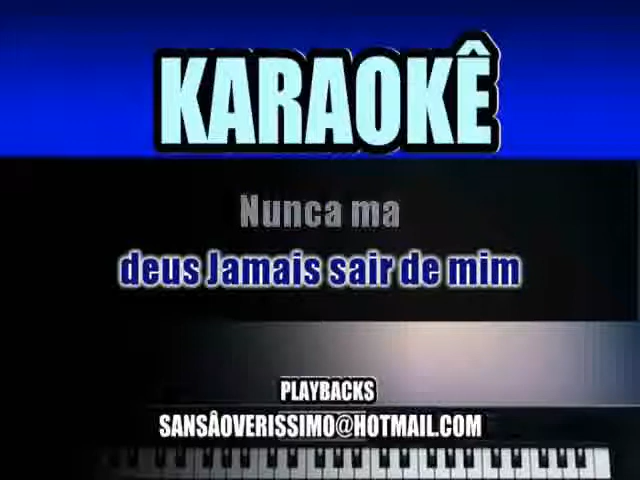 KARAOKÊ
Nunca ma
deus Jamais sair de mim
PLAYBACKS
SANSÂOVERISSIMO@HOTMAIL.COM